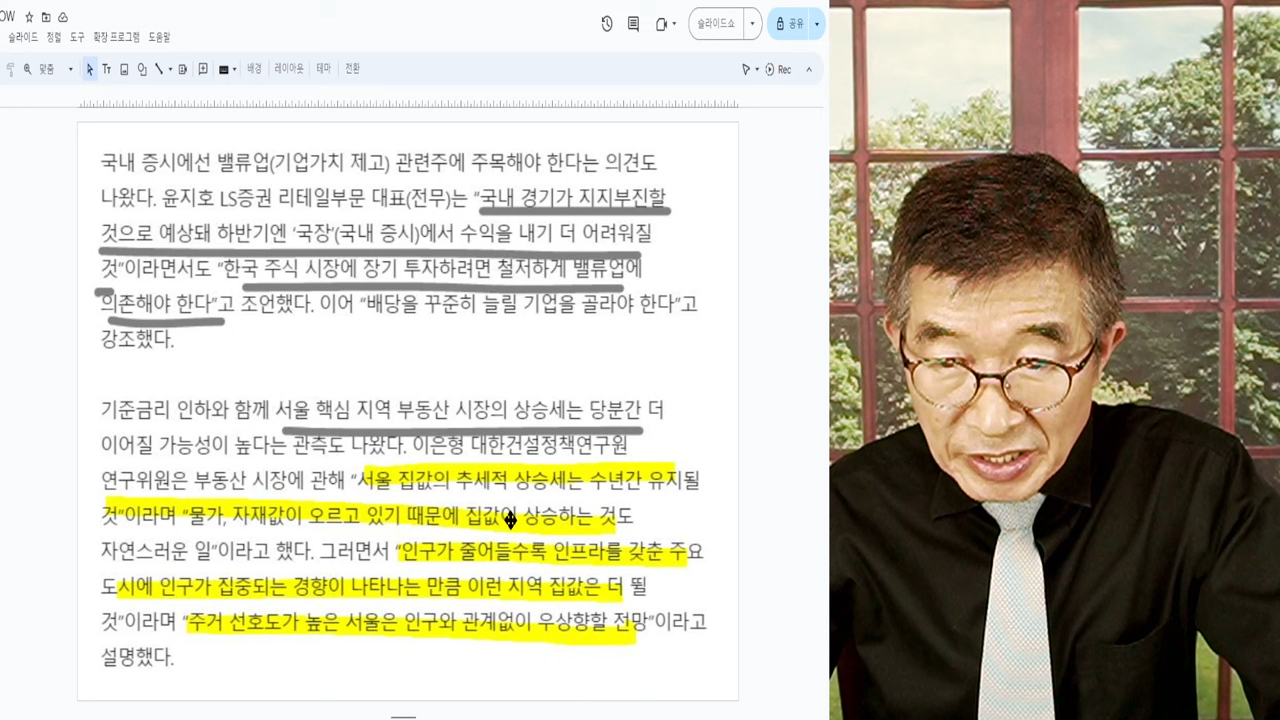 OW
슬라이드 정렬 도구 확장 프로그램 도움말
슬라이드쇼
공유
맞춤
Tr
배경 레이아웃 테마 전환
Rec
국내 증시에선 밸류업(기업가치 제고) 관련주에 주목해야 한다는 의견도
나왔다. 윤지호 LS증권 리테일부문 대표(전무)는 “국내 경기가 지지부진할
것으로 예상돼 하반기엔 ‘국장’(국내 증시)에서 수익을 내기 더 어려워질
것”이라면서도 “한국 주식 시장에 장기 투자하려면 철저하게 밸류업에
의존해야 한다”고 조언했다. 이어 “배당을 꾸준히 늘릴 기업을 골라야 한다”고
강조했다.
기준금리 인하와 함께 서울 핵심 지역 부동산 시장의 상승세는 당분간 더
이어질 가능성이 높다는 관측도 나왔다. 이은형 대한건설정책연구원
연구위원은 부동산 시장에 관해 “서울 집값의 추세적 상승세는 수년간 유지될
것”이라며 “물가, 자재값이 오르고 있기 때문에 집값이 상승하는 것도
자연스러운 일”이라고 했다. 그러면서 “인구가 줄어들수록 인프라를 갖춘 주요
도시에 인구가 집중되는 경향이 나타나는 만큼 이런 지역 집값은 더 뛸
것”이라며 “주거 선호도가 높은 서울은 인구와 관계없이 우상향할 전망”이라고
설명했다.